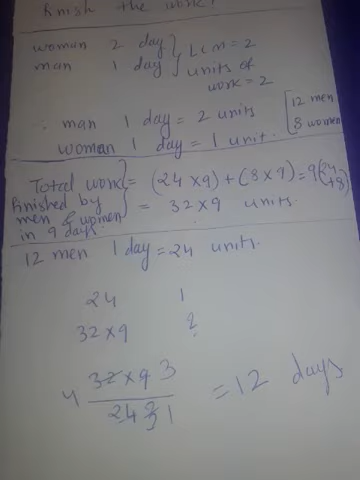 finish the work?
woman 2 day } LCM = 2
man 1 day } units of
work = 2
∴ man 1 day = 2 units [12 men
woman 1 day = 1 unit. 8 women
Total work } = (24 x 9) + (8 x 9) = 9(24
finished by +8)
men & women } = 32 x 9 units.
in 9 days
12 men 1 day = 24 units.
24 1
32 x 9 ?
4 32 x 9 3
24 3 1 = 12 days